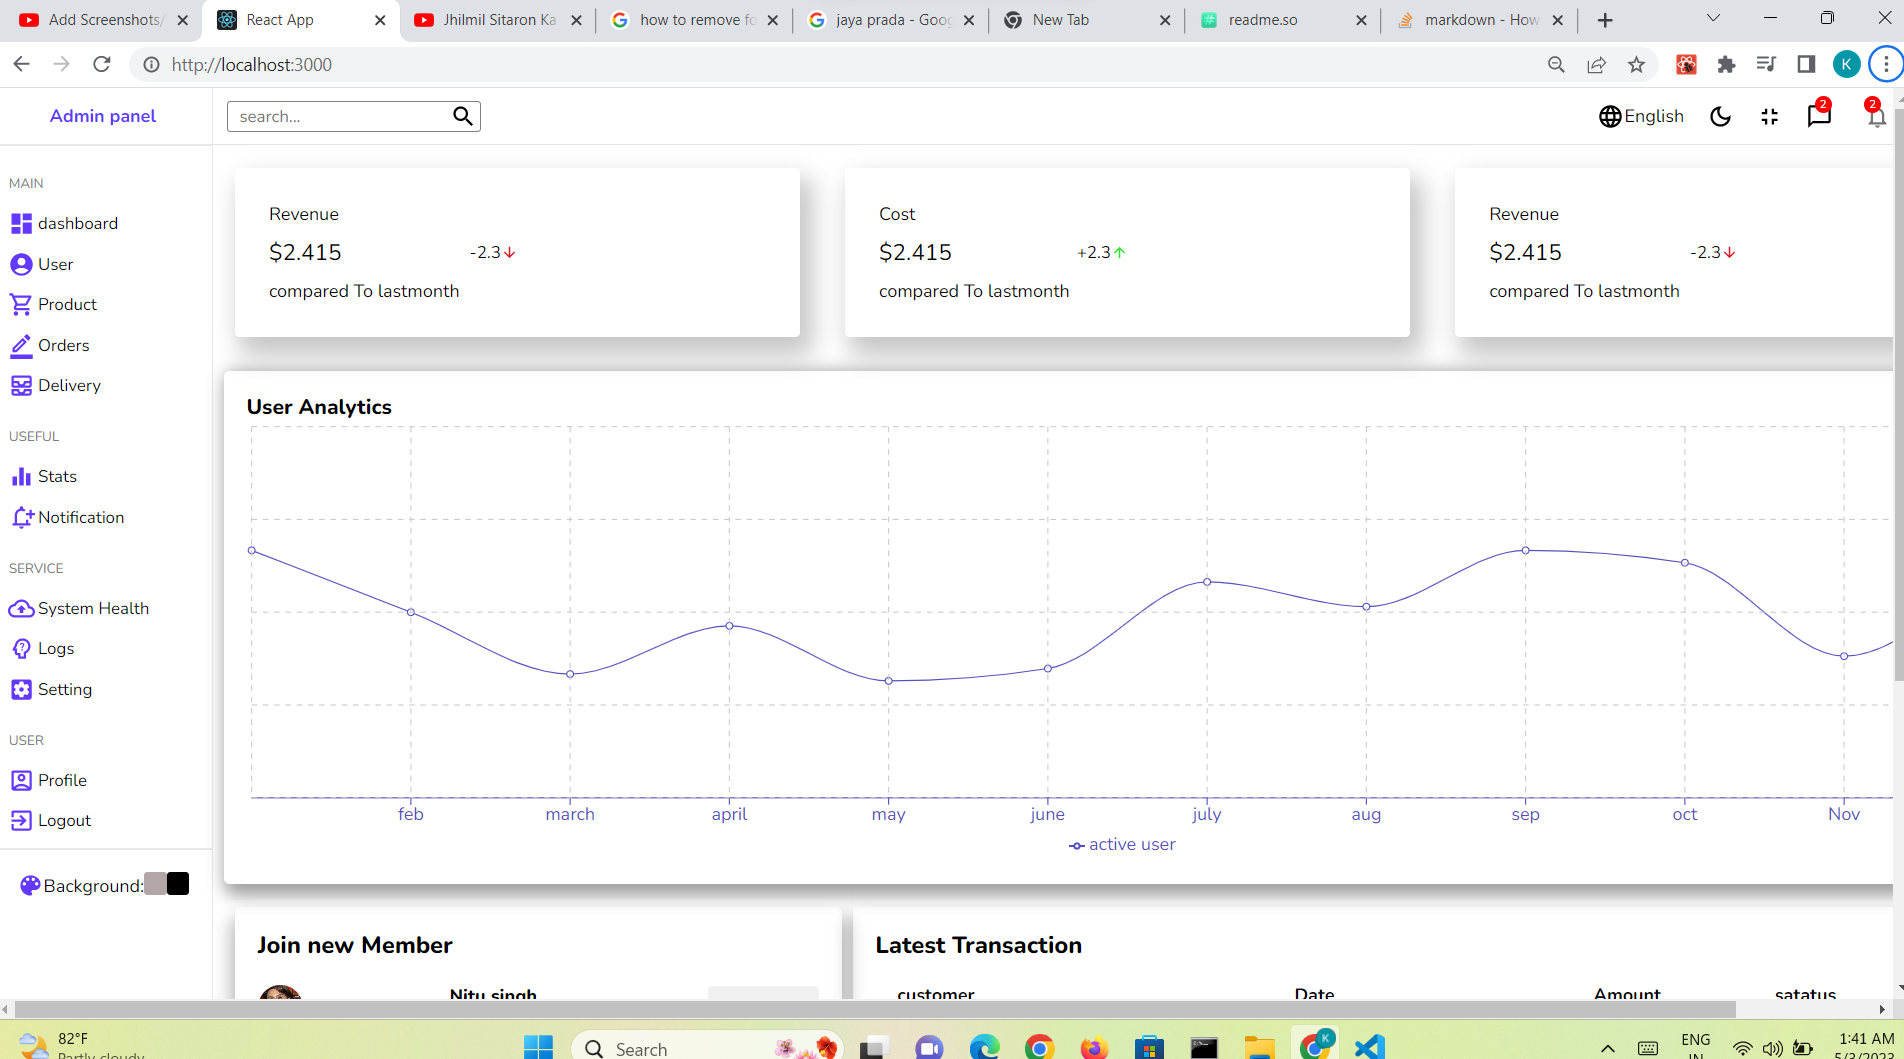 Add Screenshots/
React App
Jhilmil Sitaron Ka
how to remove fo
jaya prada - Goog
New Tab
readme.so
markdown - How
http://localhost:3000
K
Admin panel
search...
English
2
2
MAIN
dashboard
User
Product
Orders
Delivery
USEFUL
Stats
Notification
SERVICE
System Health
Logs
Setting
USER
Profile
Logout
Background:
Revenue
$2.415 -2.3
compared To lastmonth
Cost
$2.415 +2.3
compared To lastmonth
Revenue
$2.415 -2.3
compared To lastmonth
User Analytics
feb march april may june july aug sep oct Nov
active user
Join new Member
Nitu singh
Latest Transaction
customer Date Amount satatus
82°F
Partly cloudy
Search
K
ENG
IN
1:41 AM